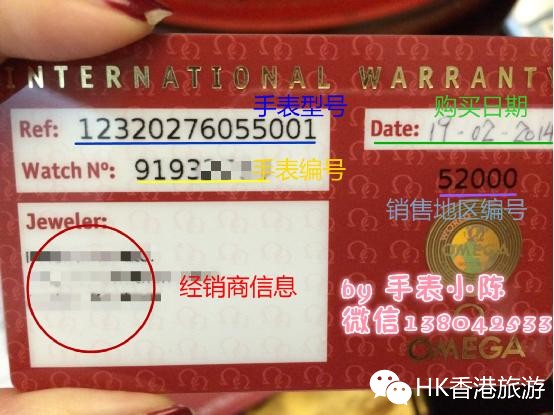 INTERNATIONAL WARRANTY
手表型号
购买日期
Ref: 12320276055001
Date: 19-02-2014
Watch Nº: 9193
手表编号
52000
销售地区编号
Jeweler:
经销商信息
OMEGA
by 手表小陈
微信138042533
OMEGA
HK香港旅游